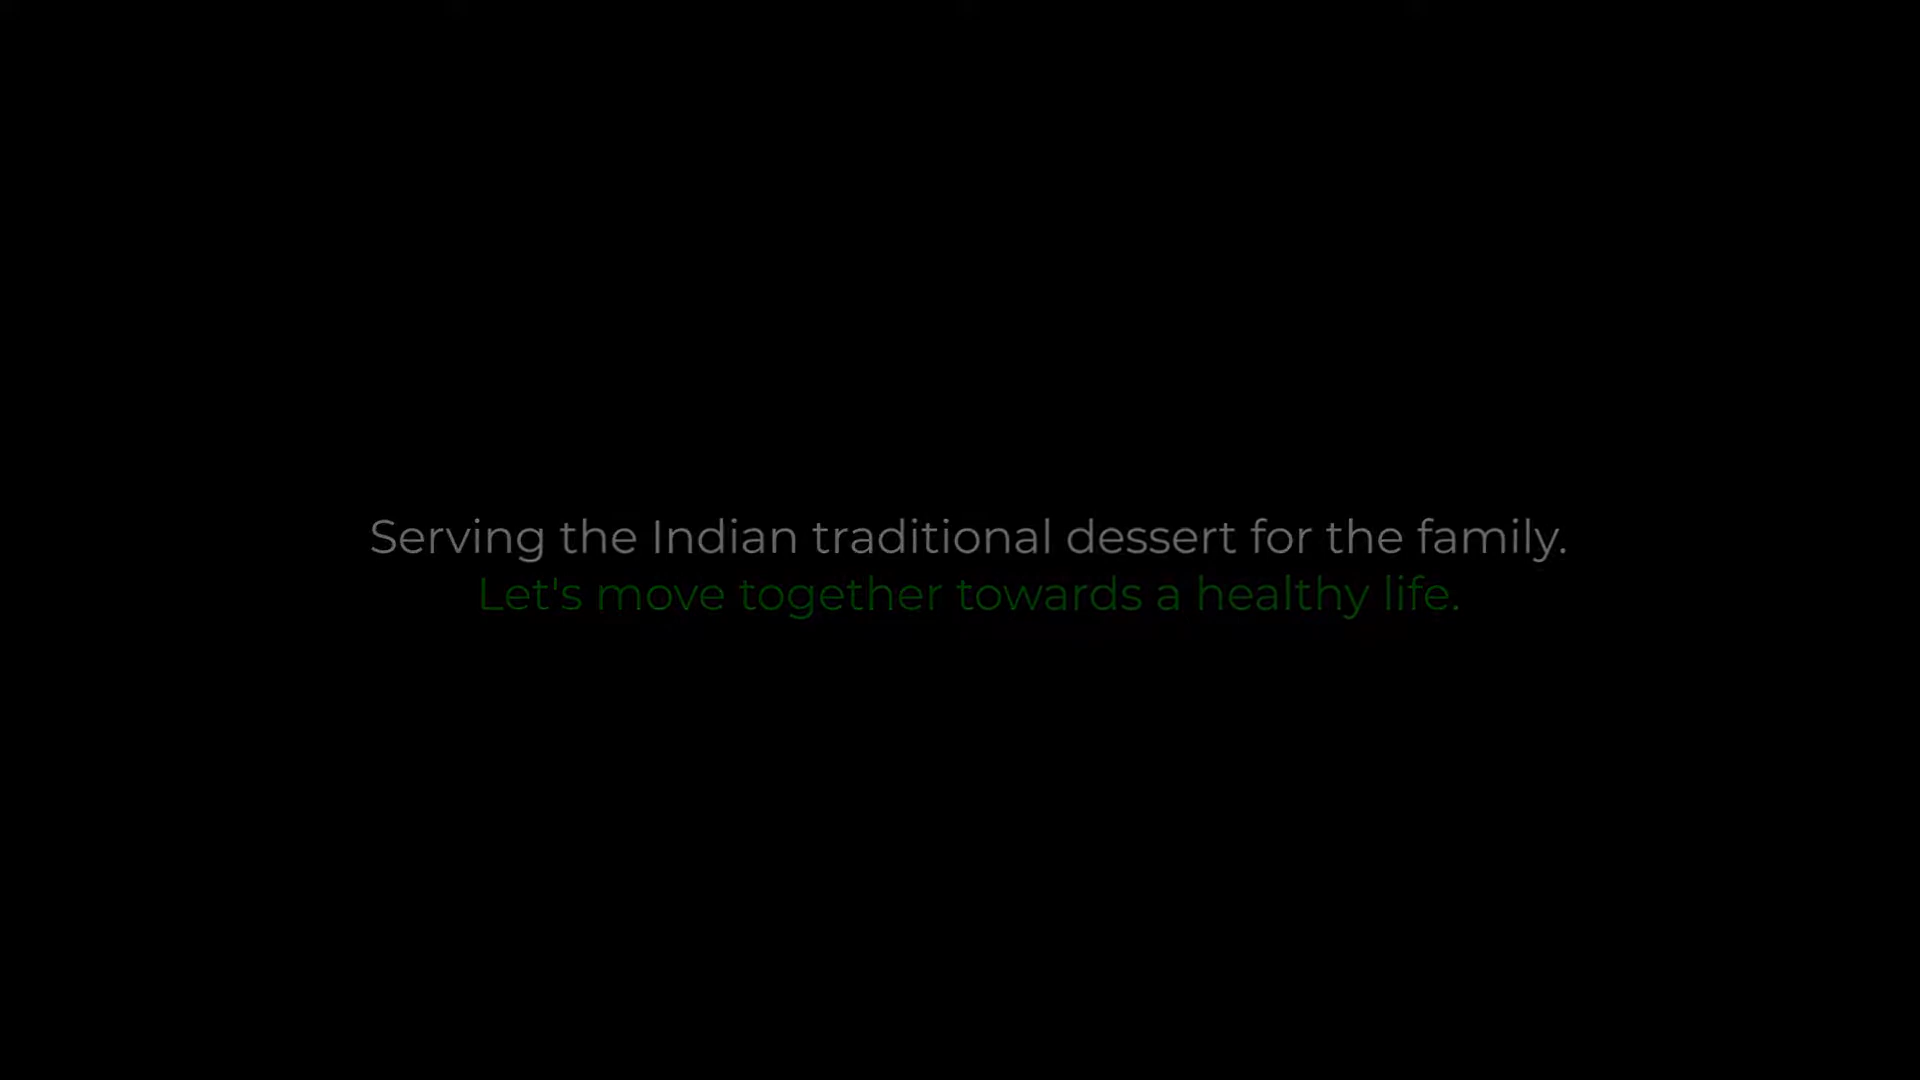 Serving the Indian traditional dessert for the family.
Let's move together towards a healthy life.